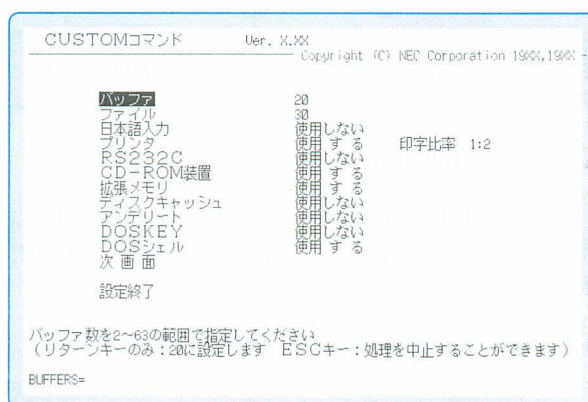 CUSTOMコマンド Ver. X.XX
Copyright (C) NEC Corporation 19XX,19XX
バッファ 20
ファイル 30
日本語入力 使用しない
プリンタ 使用 す る 印字比率 1:2
RS232C 使用しない
CD-ROM装置 使用 す る
拡張メモリ 使用 す る
ディスクキャッシュ 使用しない
アンデリート 使用しない
DOSKEY 使用しない
DOSシェル 使用 す る
次 画 面
設定終了
バッファ数を2~63の範囲で指定してください
(リターンキーのみ:20に設定します ESCキー:処理を中止することができます)
BUFFERS=